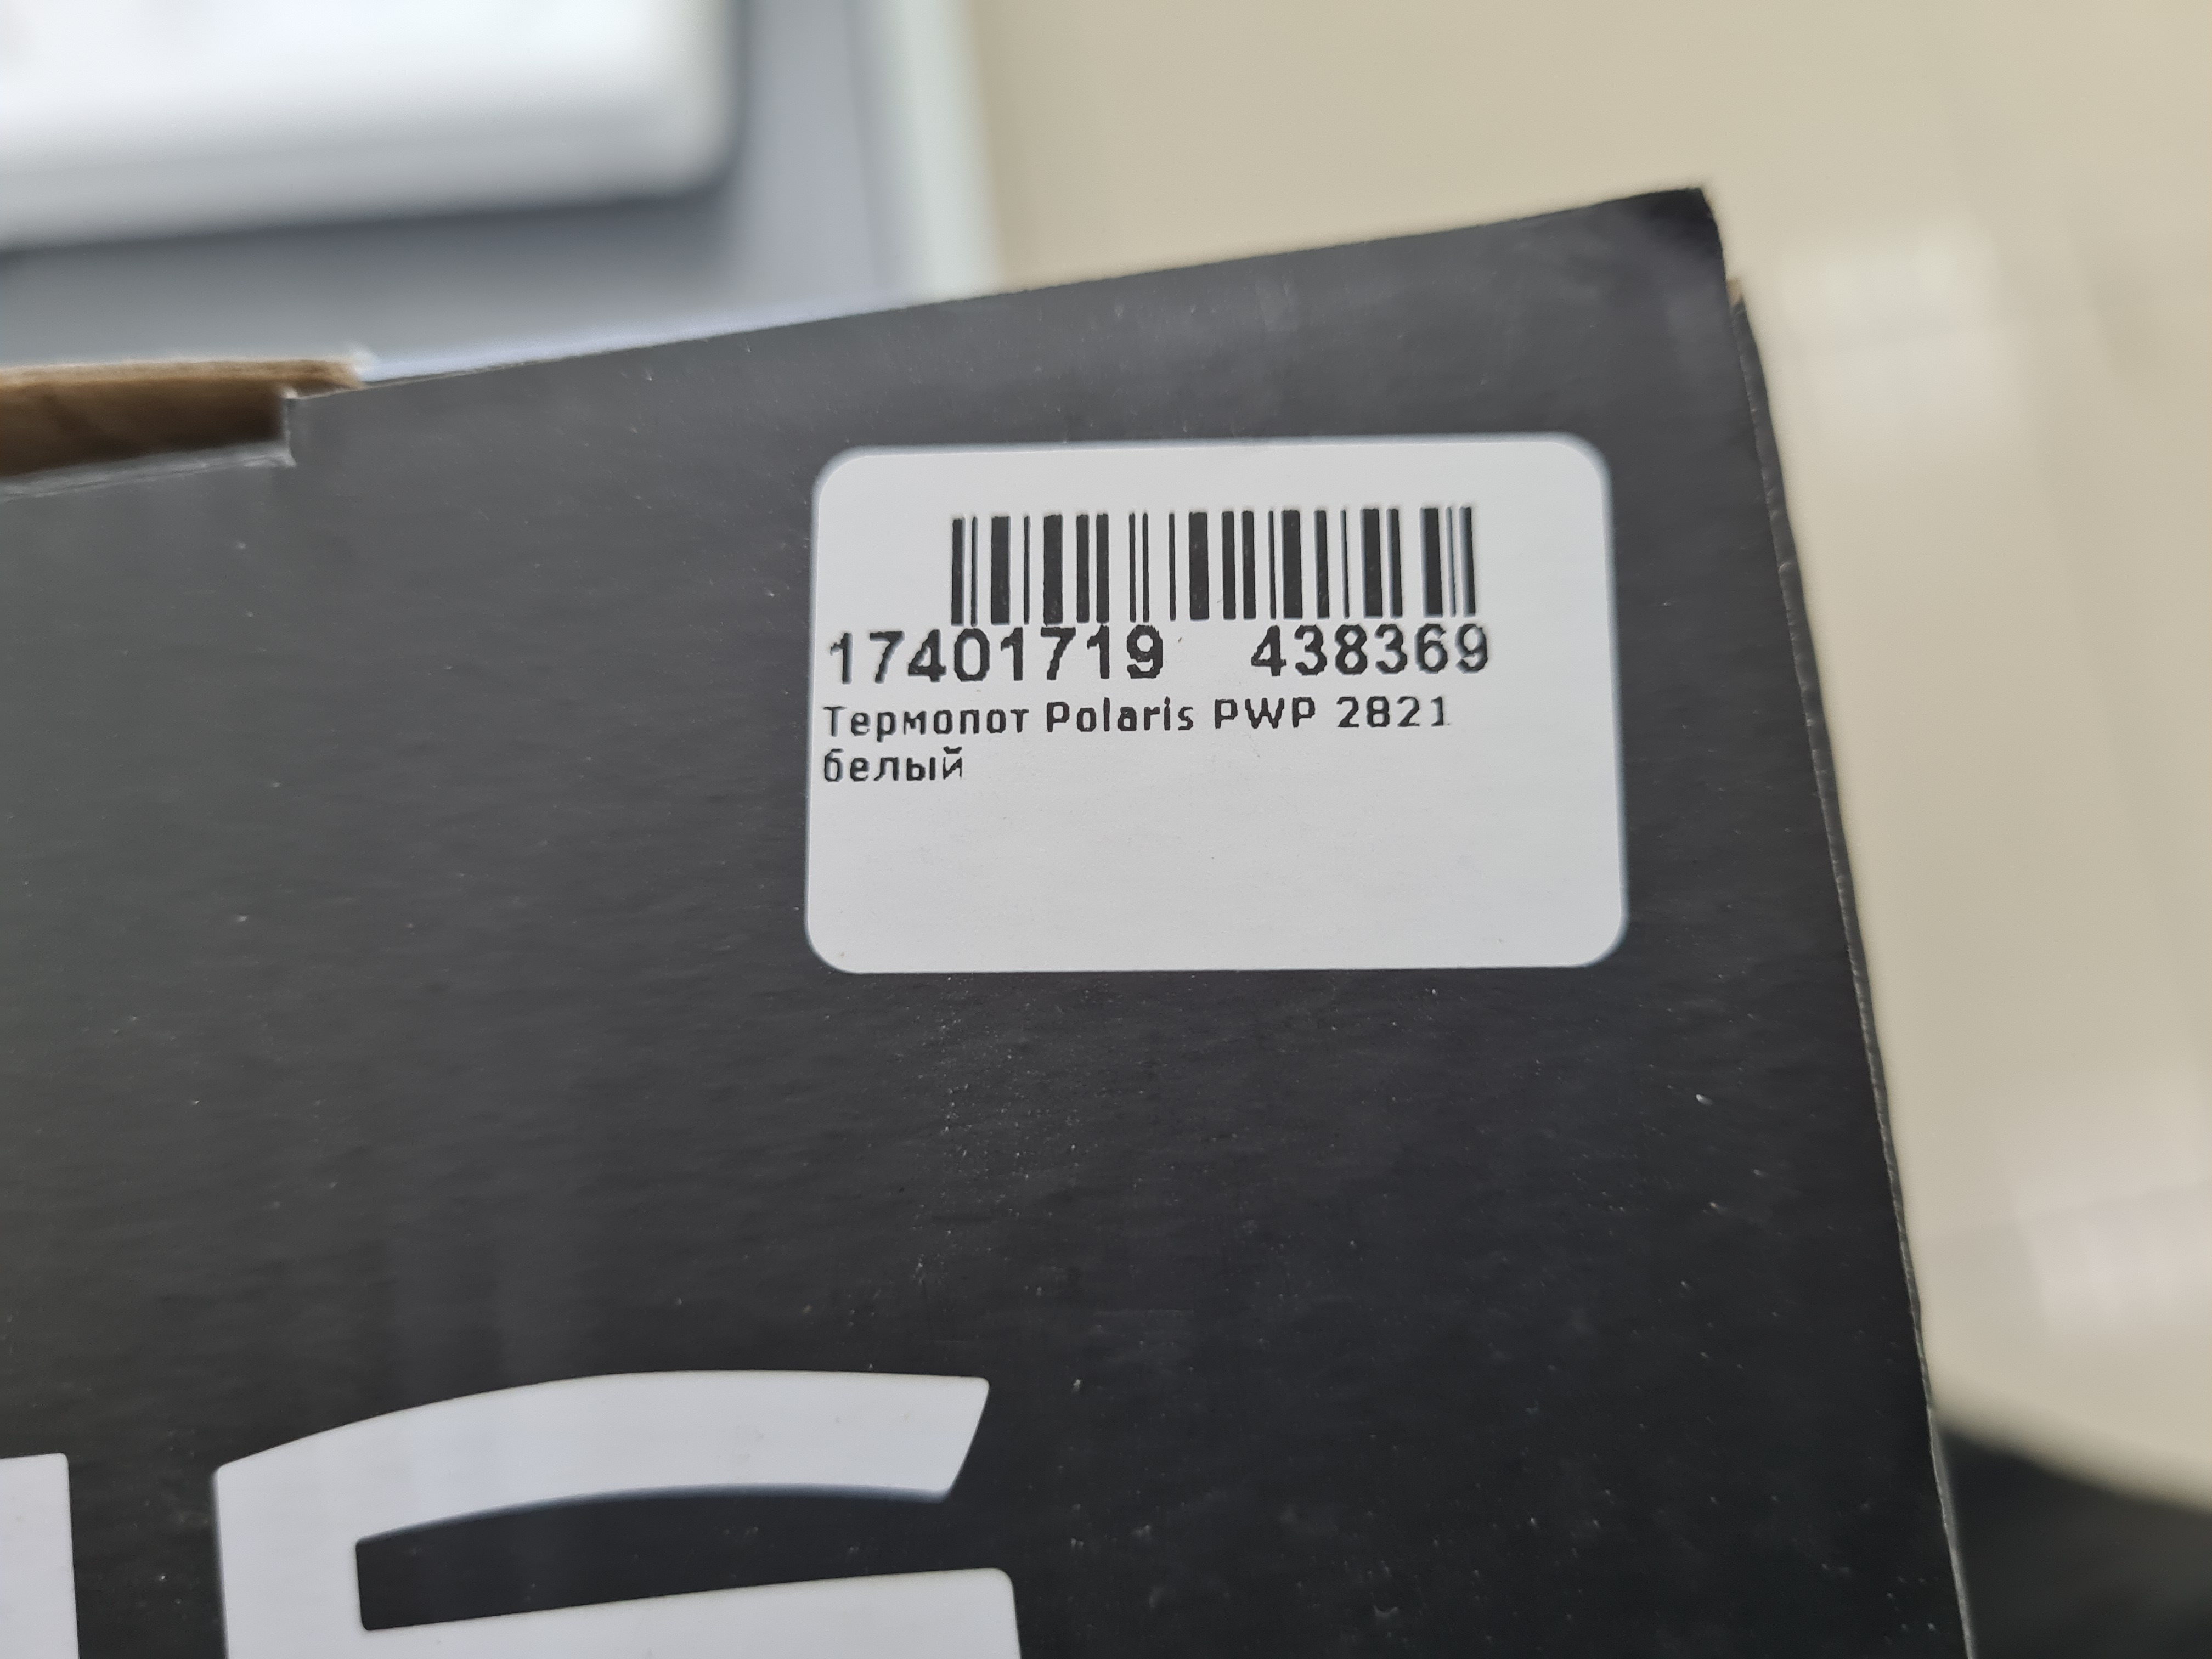 17401719 438369
Термопот Polaris PWP 2821
белый